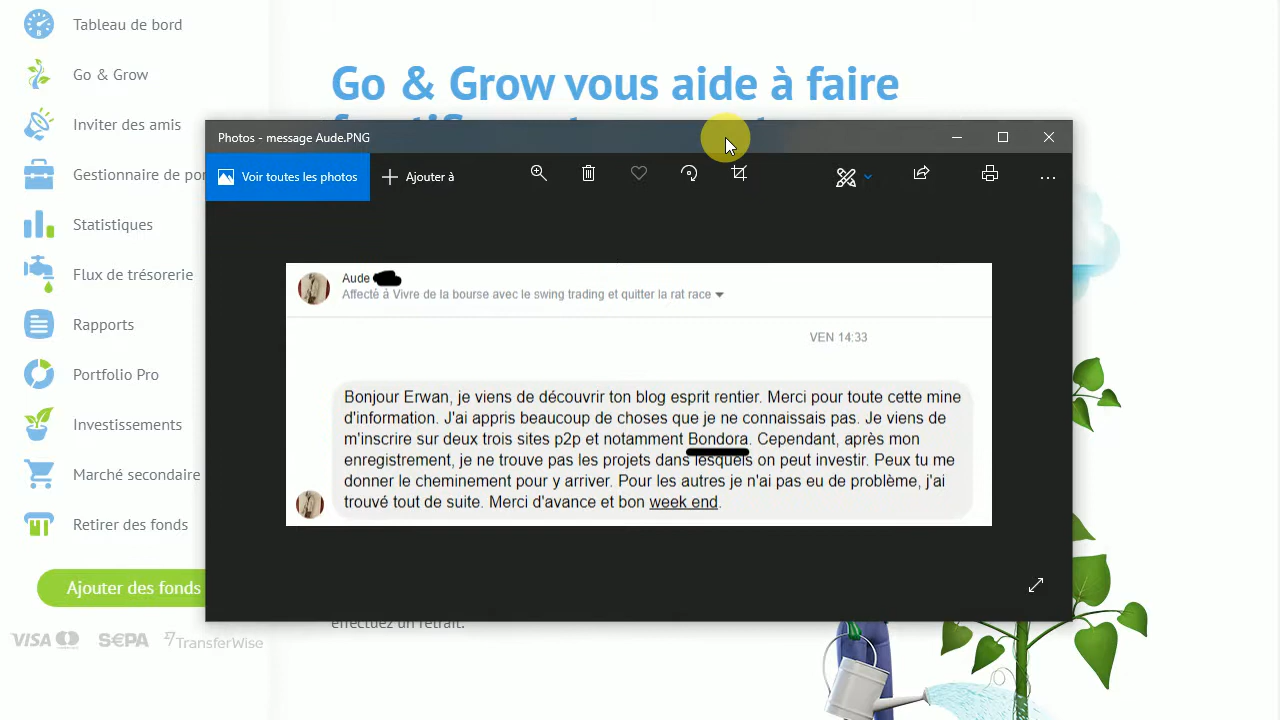 Tableau de bord
Go & Grow
Inviter des amis
Gestionnaire de por
Statistiques
Flux de trésorerie
Rapports
Portfolio Pro
Investissements
Marché secondaire
Retirer des fonds
Ajouter des fonds
VISA SEPA TransferWise
Go & Grow vous aide à faire
Photos - message Aude.PNG
Voir toutes les photos
Ajouter à
Aude
Affecté à Vivre de la bourse avec le swing trading et quitter la rat race
VEN 14:33
Bonjour Erwan, je viens de découvrir ton blog esprit rentier. Merci pour toute cette mine
d'information. J'ai appris beaucoup de choses que je ne connaissais pas. Je viens de
m'inscrire sur deux trois sites p2p et notamment Bondora. Cependant, après mon
enregistrement, je ne trouve pas les projets dans lesquels on peut investir. Peux tu me
donner le cheminement pour y arriver. Pour les autres je n'ai pas eu de problème, j'ai
trouvé tout de suite. Merci d'avance et bon week end.
effectuez un retrait.